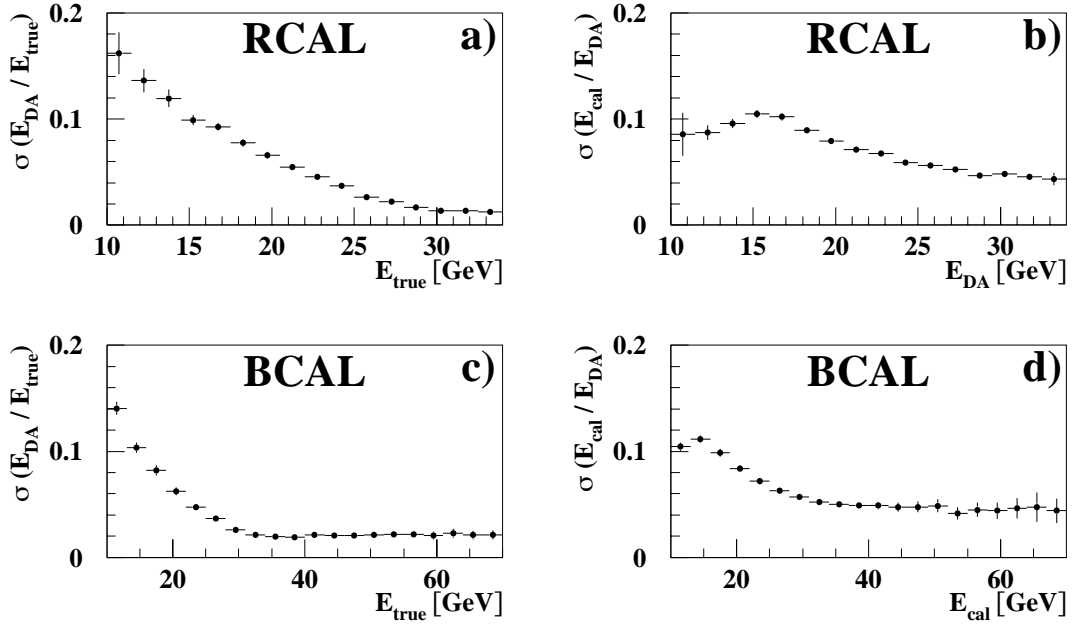 σ (E_DA / E_true)
0.2
0.1
0
RCAL a)
10 15 20 25 30
E_true [GeV]
σ (E_cal / E_DA)
0.2
0.1
0
RCAL b)
10 15 20 25 30
E_DA [GeV]
σ (E_DA / E_true)
0.2
0.1
0
BCAL c)
20 40 60
E_true [GeV]
σ (E_cal / E_DA)
0.2
0.1
0
BCAL d)
20 40 60
E_cal [GeV]